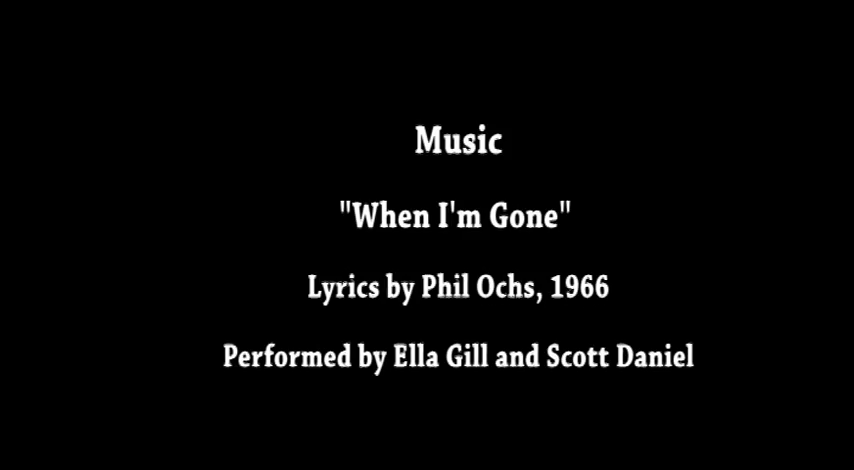 Music
"When I'm Gone"
Lyrics by Phil Ochs, 1966
Performed by Ella Gill and Scott Daniel